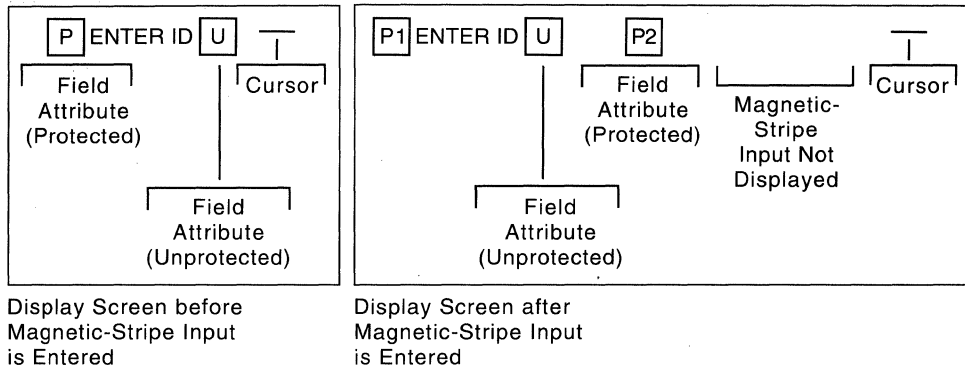 P ENTER ID U
Field
Attribute
(Protected)
Cursor
Field
Attribute
(Unprotected)
Display Screen before
Magnetic-Stripe Input
is Entered
P1 ENTER ID U P2
Field
Attribute
(Protected)
Magnetic-
Stripe
Input Not
Displayed
Cursor
Field
Attribute
(Unprotected)
Display Screen after
Magnetic-Stripe Input
is Entered